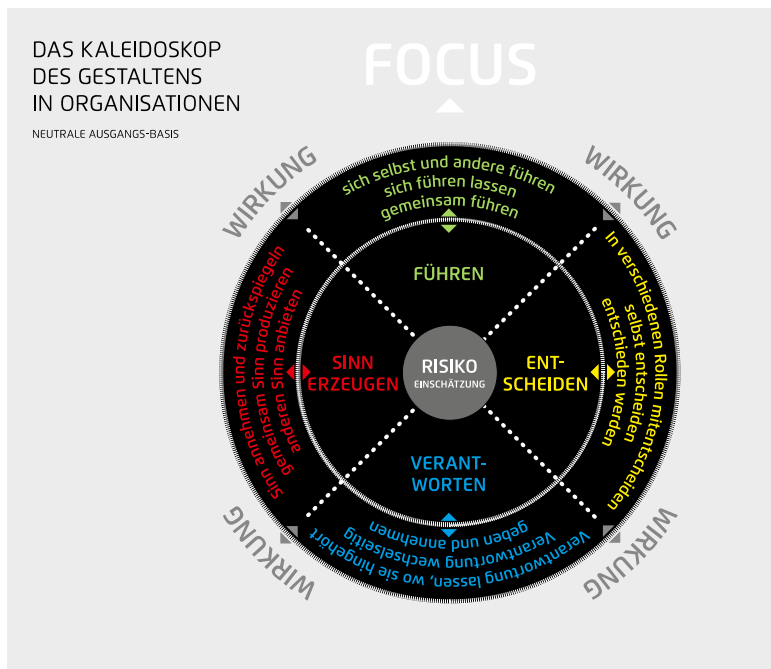 DAS KALEIDOSKOP
DES GESTALTENS
IN ORGANISATIONEN
NEUTRALE AUSGANGS-BASIS
FOCUS
WIRKUNG
WIRKUNG
sich selbst und andere führen
sich führen lassen
gemeinsam führen
FÜHREN
Sinn annehmen und zurückspiegeln
gemeinsam Sinn produzieren
anderen Sinn anbieten
SINN
ERZEUGEN
RISIKO
EINSCHÄTZUNG
ENT-
SCHEIDEN
In verschiedenen Rollen mitentscheiden
selbst entscheiden
entschieden werden
VERANT-
WORTEN
Verantwortung lassen, wo sie hingehört
Verantwortung wechselseitig
geben und annehmen
WIRKUNG
WIRKUNG